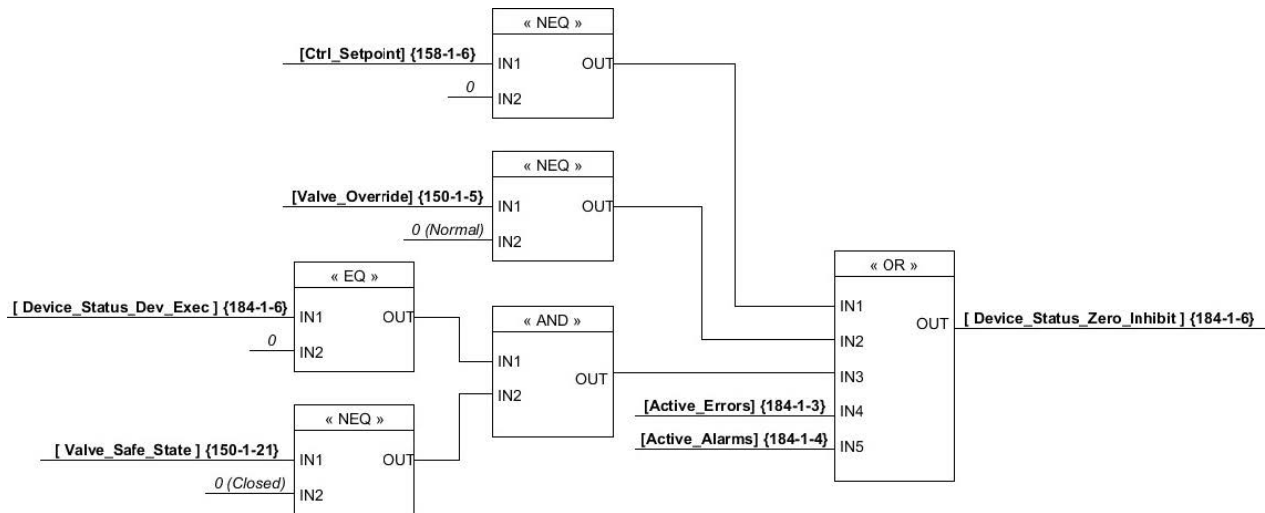 « NEQ »
[Ctrl_Setpoint] {158-1-6}
IN1
OUT
0
IN2
« NEQ »
[Valve_Override] {150-1-5}
IN1
OUT
0 (Normal)
IN2
« EQ »
[ Device_Status_Dev_Exec ] {184-1-6}
IN1
OUT
0
IN2
« NEQ »
[ Valve_Safe_State ] {150-1-21}
IN1
OUT
0 (Closed)
IN2
« AND »
IN1
OUT
IN2
« OR »
IN1
OUT
[ Device_Status_Zero_Inhibit ] {184-1-6}
IN2
IN3
[Active_Errors] {184-1-3}
IN4
[Active_Alarms] {184-1-4}
IN5